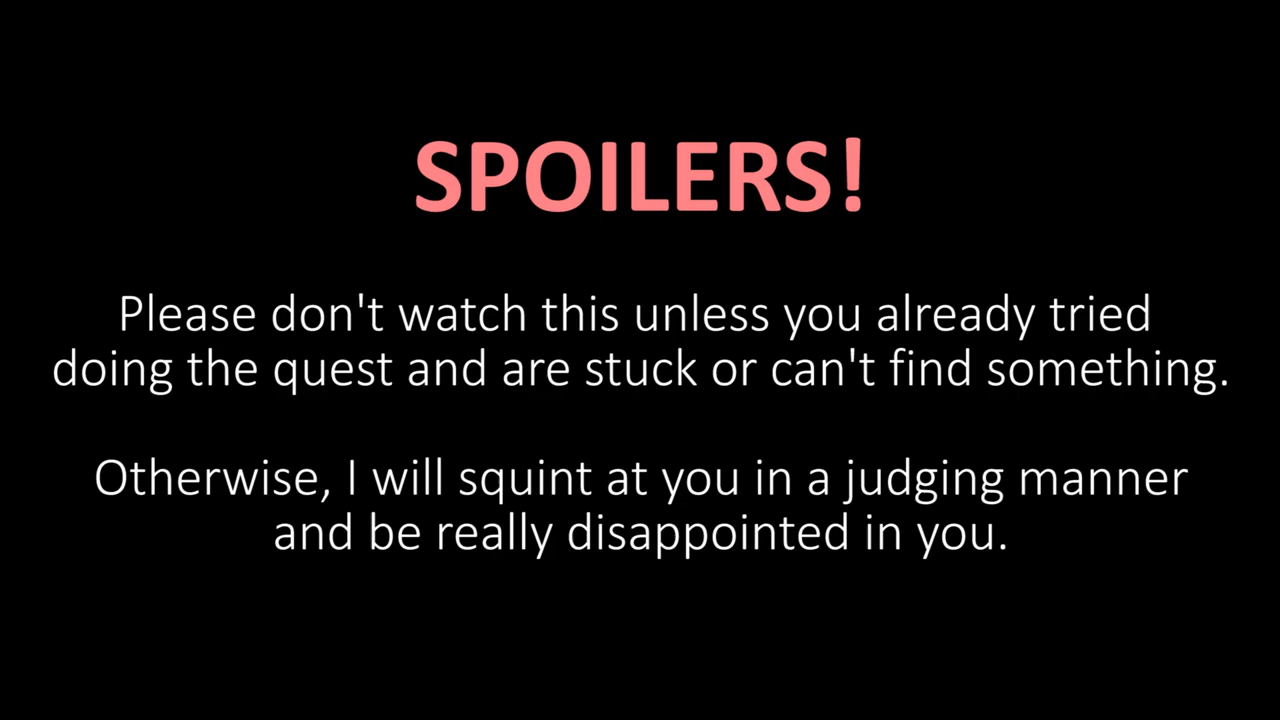 SPOILERS!
Please don't watch this unless you already tried
doing the quest and are stuck or can't find something.
Otherwise, I will squint at you in a judging manner
and be really disappointed in you.